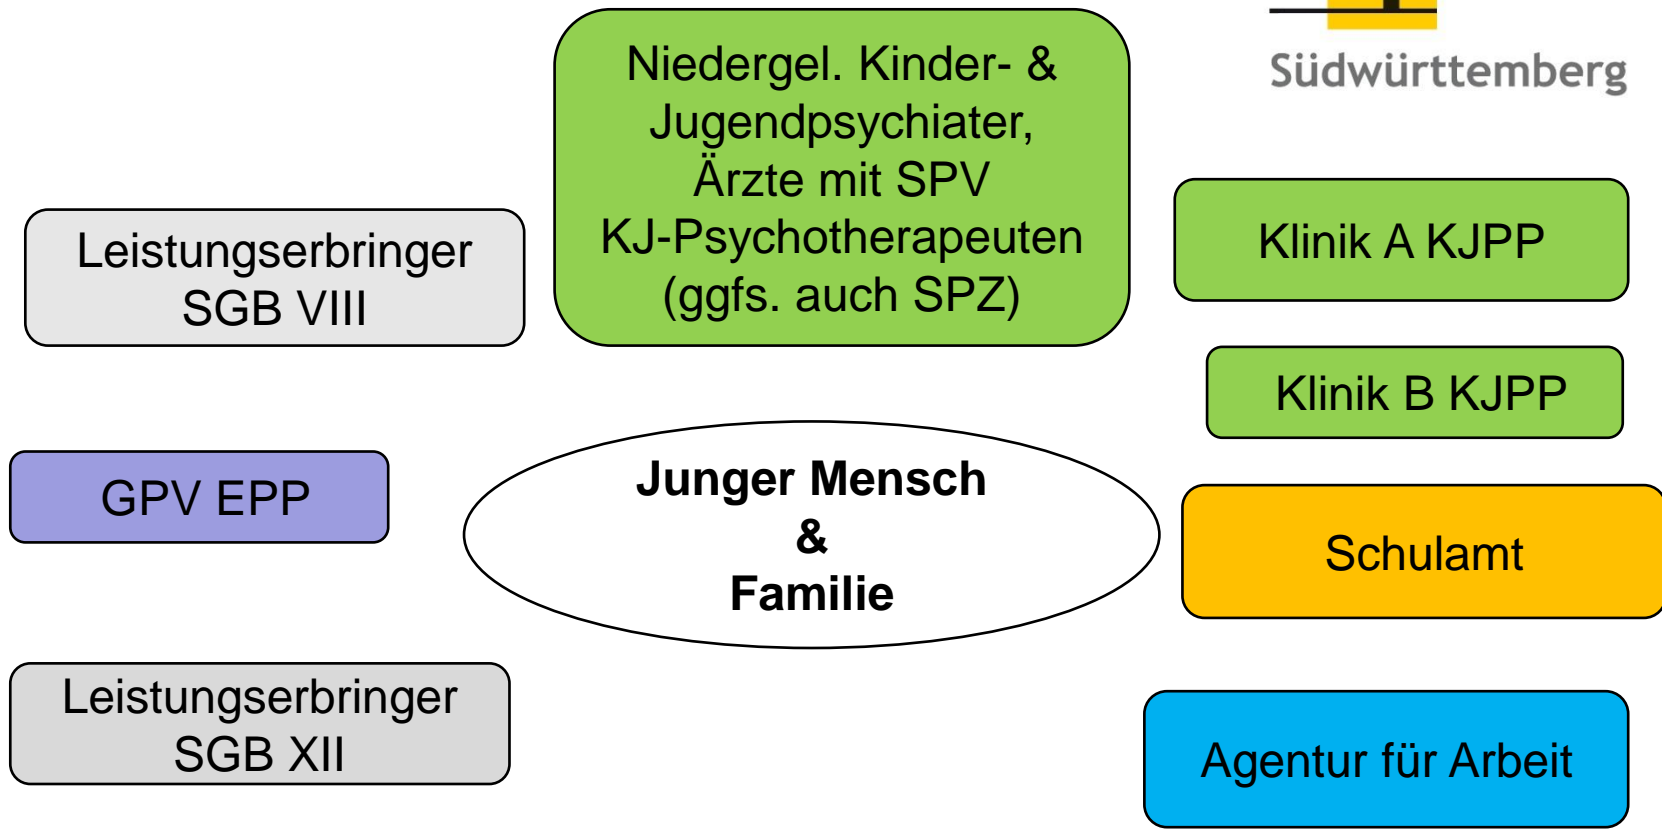 Südwürttemberg
Niedergel. Kinder- &
Jugendpsychiater,
Ärzte mit SPV
KJ-Psychotherapeuten
(ggfs. auch SPZ)
Leistungserbringer
SGB VIII
Klinik A KJPP
Klinik B KJPP
GPV EPP
Junger Mensch
&
Familie
Schulamt
Leistungserbringer
SGB XII
Agentur für Arbeit